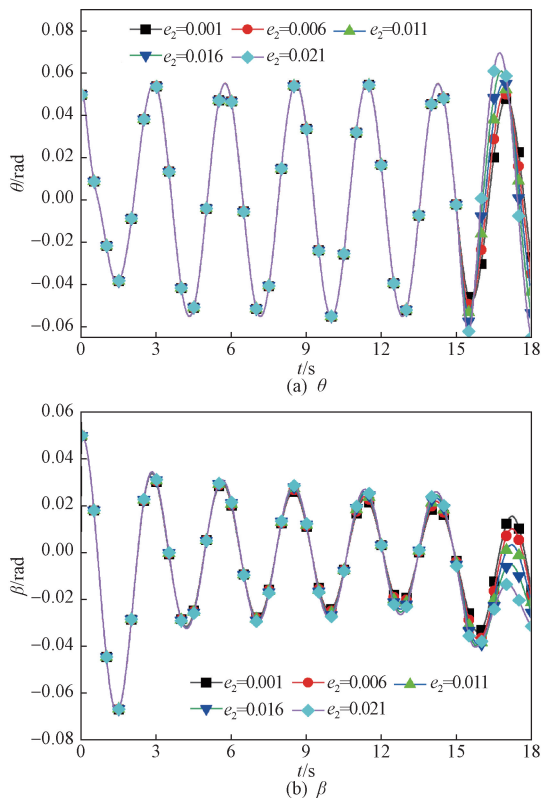 e₂=0.001 e₂=0.006 e₂=0.011
e₂=0.016 e₂=0.021
0.08
0.06
0.04
0.02
0.00
−0.02
−0.04
−0.06
θ/rad
0 3 6 9 12 15 18
t/s
(a) θ
0.06
0.04
0.02
0.00
−0.02
−0.04
−0.06
−0.08
β/rad
e₂=0.001 e₂=0.006 e₂=0.011
e₂=0.016 e₂=0.021
0 3 6 9 12 15 18
t/s
(b) β